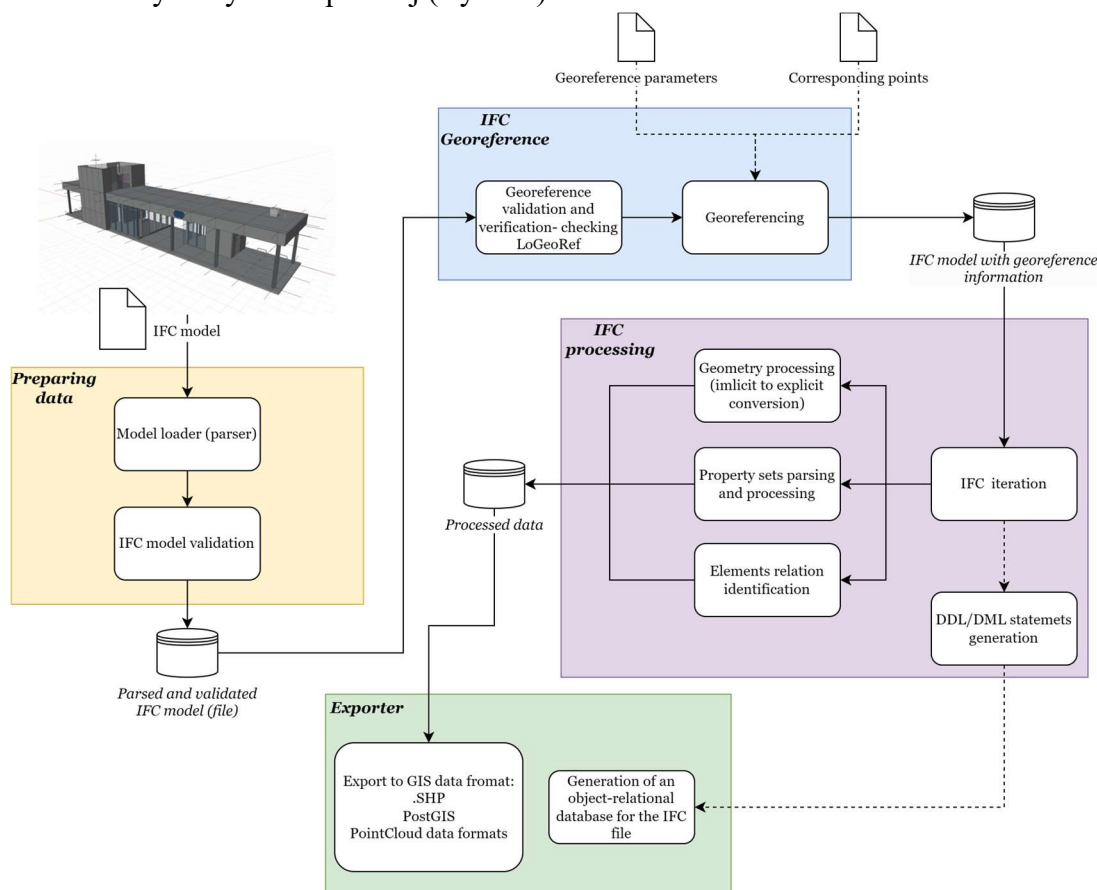 Georeference parameters
Corresponding points
IFC
Georeference
Georeference
validation and
verification- checking
LoGeoRef
Georeferencing
IFC model with georeference
information
IFC model
Preparing
data
Model loader (parser)
IFC model validation
Parsed and validated
IFC model (file)
IFC
processing
Geometry processing
(imlicit to explicit
conversion)
Property sets parsing
and processing
Elements relation
identification
IFC iteration
DDL/DML statemets
generation
Processed data
Exporter
Export to GIS data fromat:
.SHP
PostGIS
PointCloud data formats
Generation of an
object-relational
database for the IFC
file